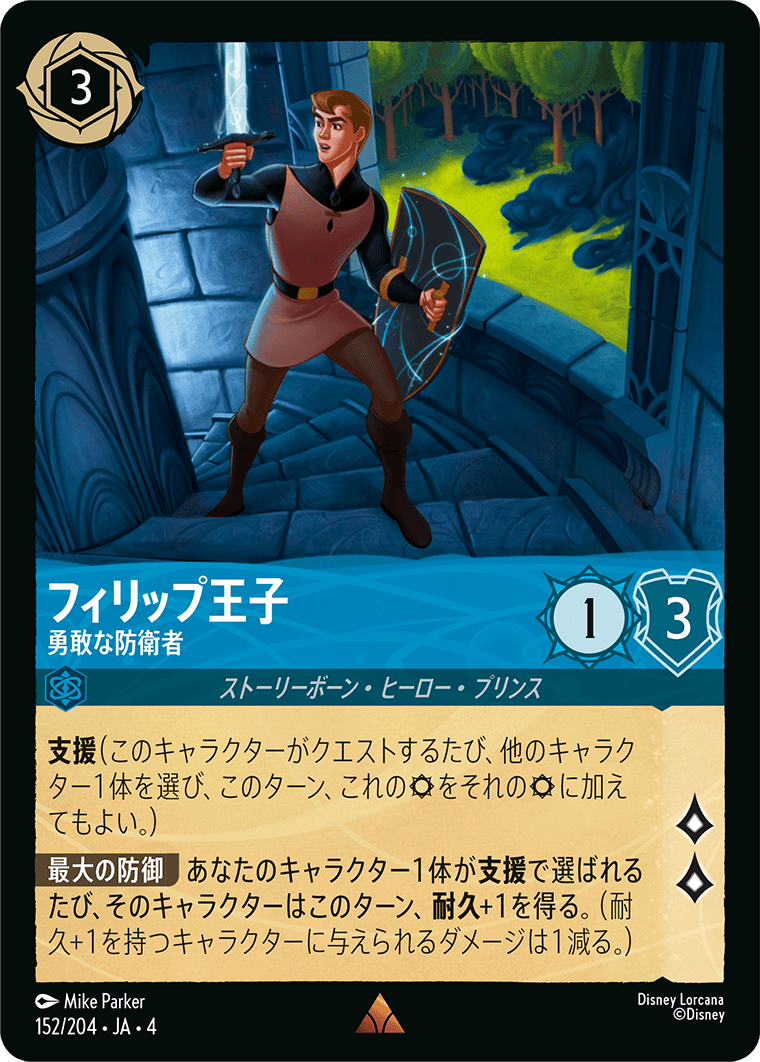 3
フィリップ王子
勇敢な防衛者
1
3
ストーリーボーン・ヒーロー・プリンス
支援(このキャラクターがクエストするたび、他のキャラク
ター1体を選び、このターン、これの⛭をそれの⛭に加え
てもよい。)
最大の防御 あなたのキャラクター1体が支援で選ばれる
たび、そのキャラクターはこのターン、耐久+1を得る。(耐
久+1を持つキャラクターに与えられるダメージは1減る。)
Mike Parker
152/204・JA・4
Disney Lorcana
©Disney